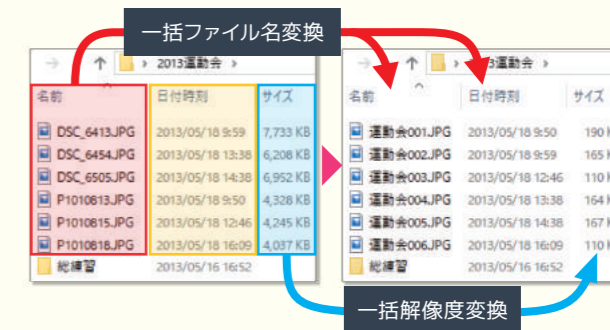 一括ファイル名変換
2013運動会
名前 日付時刻 サイズ
DSC_6413.JPG 2013/05/18 9:59 7,733 KB
DSC_6454.JPG 2013/05/18 13:38 6,208 KB
DSC_6505.JPG 2013/05/18 14:38 6,952 KB
P1010813.JPG 2013/05/18 9:50 4,328 KB
P1010815.JPG 2013/05/18 12:46 4,245 KB
P1010818.JPG 2013/05/18 16:09 4,037 KB
総練習 2013/05/16 16:52
3運動会
名前 日付時刻 サイズ
運動会001.JPG 2013/05/18 9:50 190 K
運動会002.JPG 2013/05/18 9:59 165 K
運動会003.JPG 2013/05/18 12:46 110 K
運動会004.JPG 2013/05/18 13:38 164 K
運動会005.JPG 2013/05/18 14:38 167 K
運動会006.JPG 2013/05/18 16:09 110 K
総練習 2013/05/16 16:52
一括解像度変換